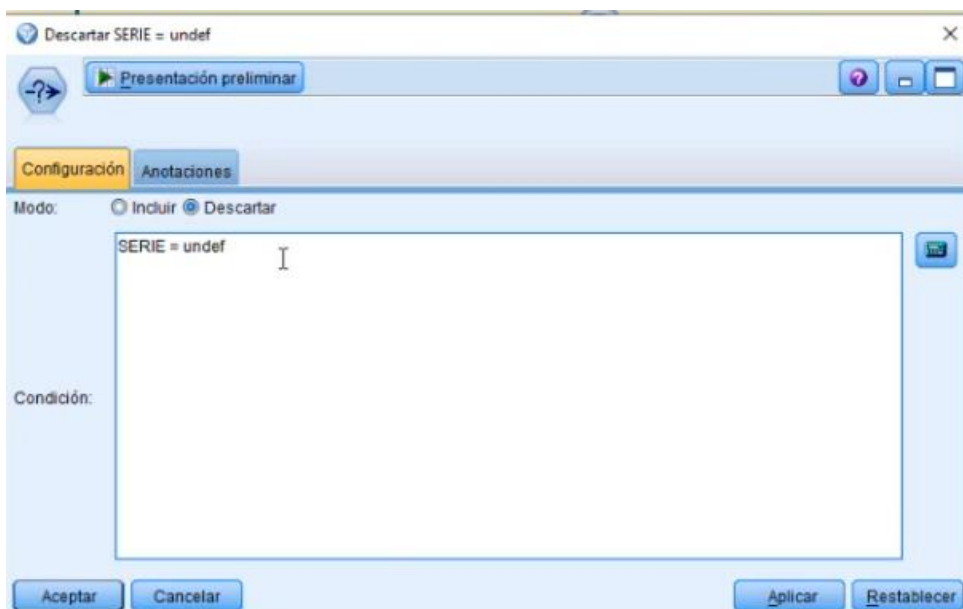 Descartar SERIE = undef
Presentación preliminar
Configuración Anotaciones
Modo: Incluir Descartar
SERIE = undef
Condición:
Aceptar Cancelar Aplicar Restablecer